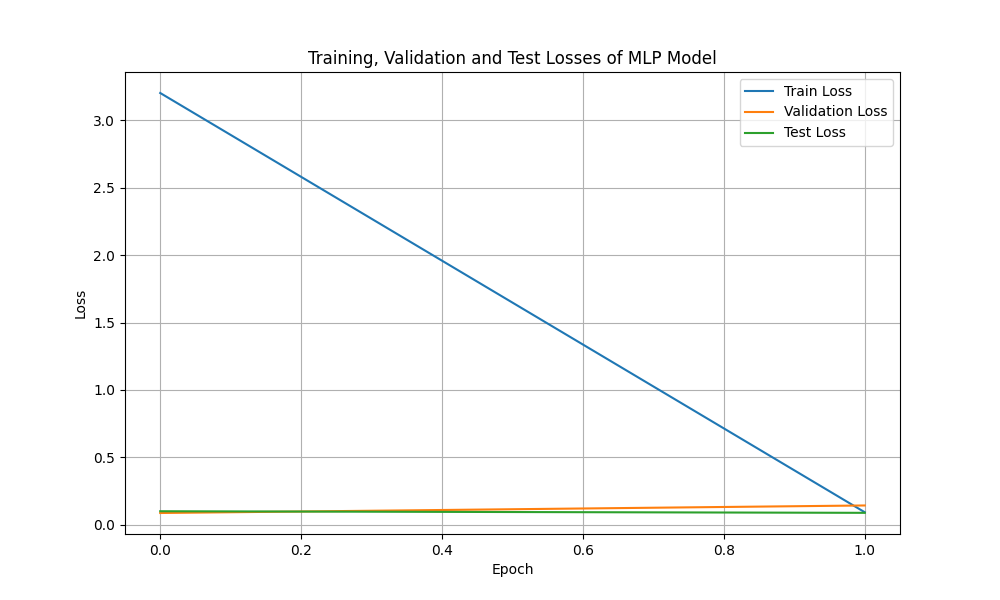 Training, Validation and Test Losses of MLP Model
Train Loss
Validation Loss
Test Loss
3.0
2.5
2.0
1.5
1.0
0.5
0.0
Loss
0.0 0.2 0.4 0.6 0.8 1.0
Epoch